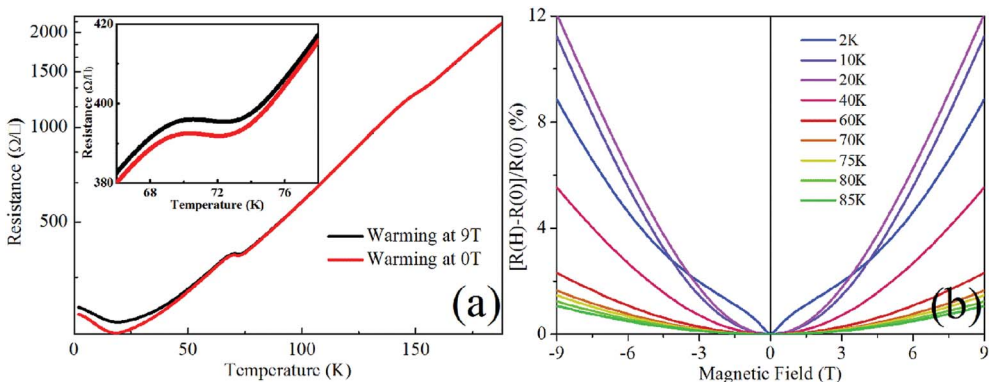 (a)
Resistance (Ω/□)
2000
1500
1000
500
0
50
100
150
Temperature (K)
Warming at 9T
Warming at 0T
420
400
380
68
72
76
Resistance (Ω/□)
Temperature (K)
(b)
[R(H)-R(0)]/R(0) (%)
12
8
4
0
-9
-6
-3
0
3
6
9
Magnetic Field (T)
2K
10K
20K
40K
60K
70K
75K
80K
85K